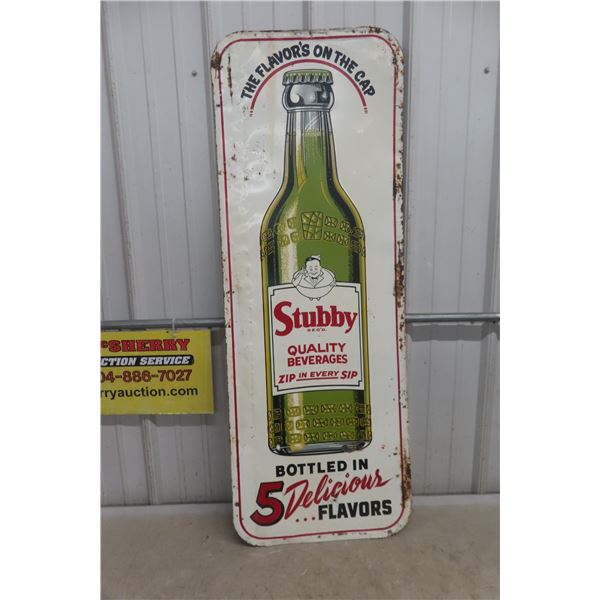 "THE FLAVOR'S ON THE CAP"
Stubby
REG'D.
QUALITY
BEVERAGES
ZIP IN EVERY SIP
BOTTLED IN
5 Delicious
...FLAVORS
SHERRY
CTION SERVICE
04-886-7027
rryauction.com